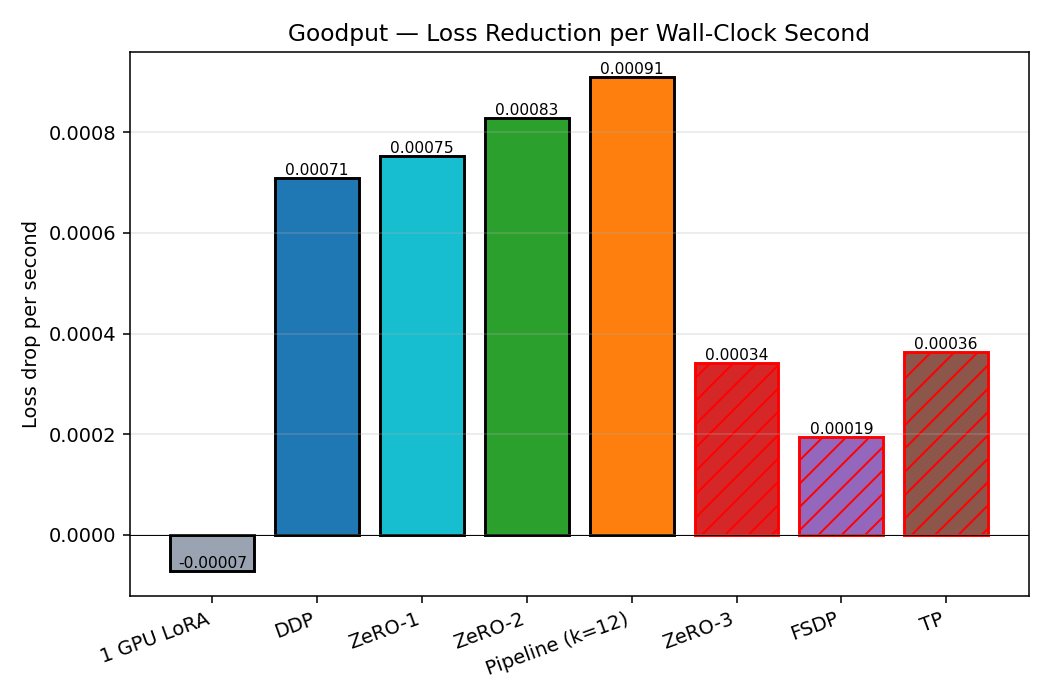 Goodput — Loss Reduction per Wall-Clock Second
Loss drop per second
0.0008
0.0006
0.0004
0.0002
0.0000
-0.00007
0.00071
0.00075
0.00083
0.00091
0.00034
0.00019
0.00036
1 GPU LoRA
DDP
ZeRO-1
ZeRO-2
Pipeline (k=12)
ZeRO-3
FSDP
TP